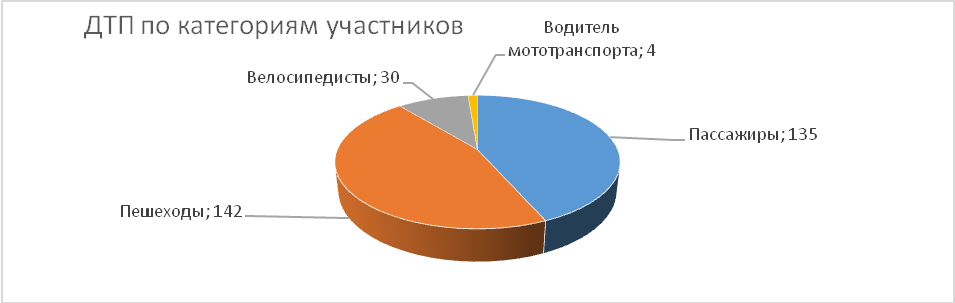 ДТП по категориям участников
Водитель
мототранспорта; 4
Велосипедисты; 30
Пассажиры; 135
Пешеходы; 142